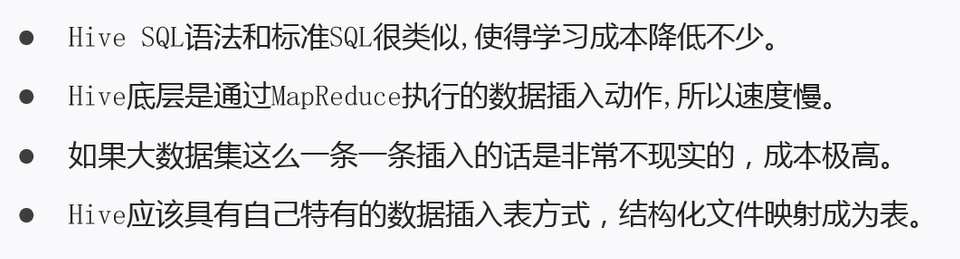 ● Hive SQL语法和标准SQL很类似,使得学习成本降低不少。
● Hive底层是通过MapReduce执行的数据插入动作,所以速度慢。
● 如果大数据集这么一条一条插入的话是非常不现实的，成本极高。
● Hive应该具有自己特有的数据插入表方式，结构化文件映射成为表。